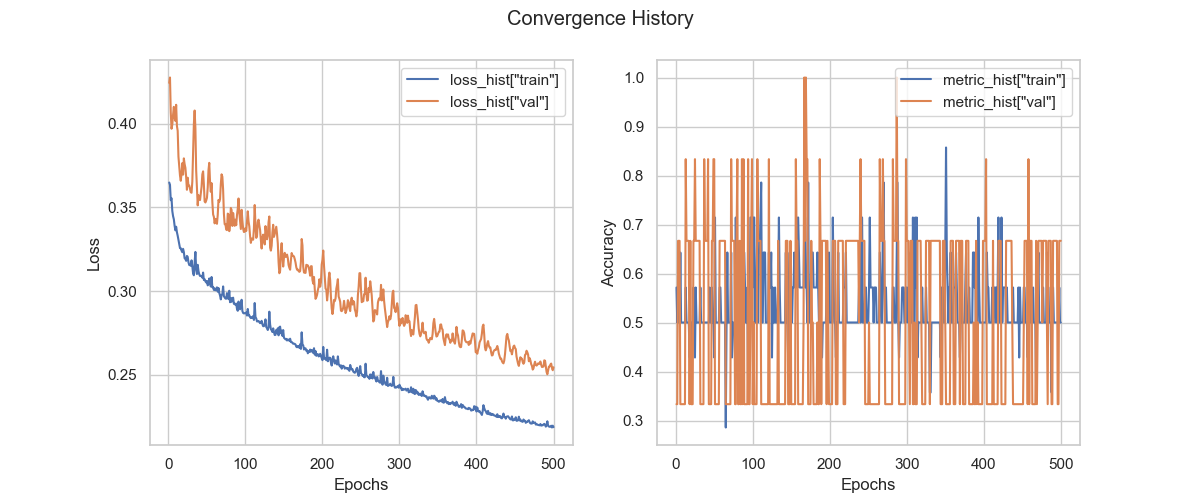 Convergence History
loss_hist["train"]
loss_hist["val"]
0.40
0.35
0.30
0.25
Loss
0
100
200
300
400
500
Epochs
metric_hist["train"]
metric_hist["val"]
1.0
0.9
0.8
0.7
0.6
0.5
0.4
0.3
Accuracy
0
100
200
300
400
500
Epochs